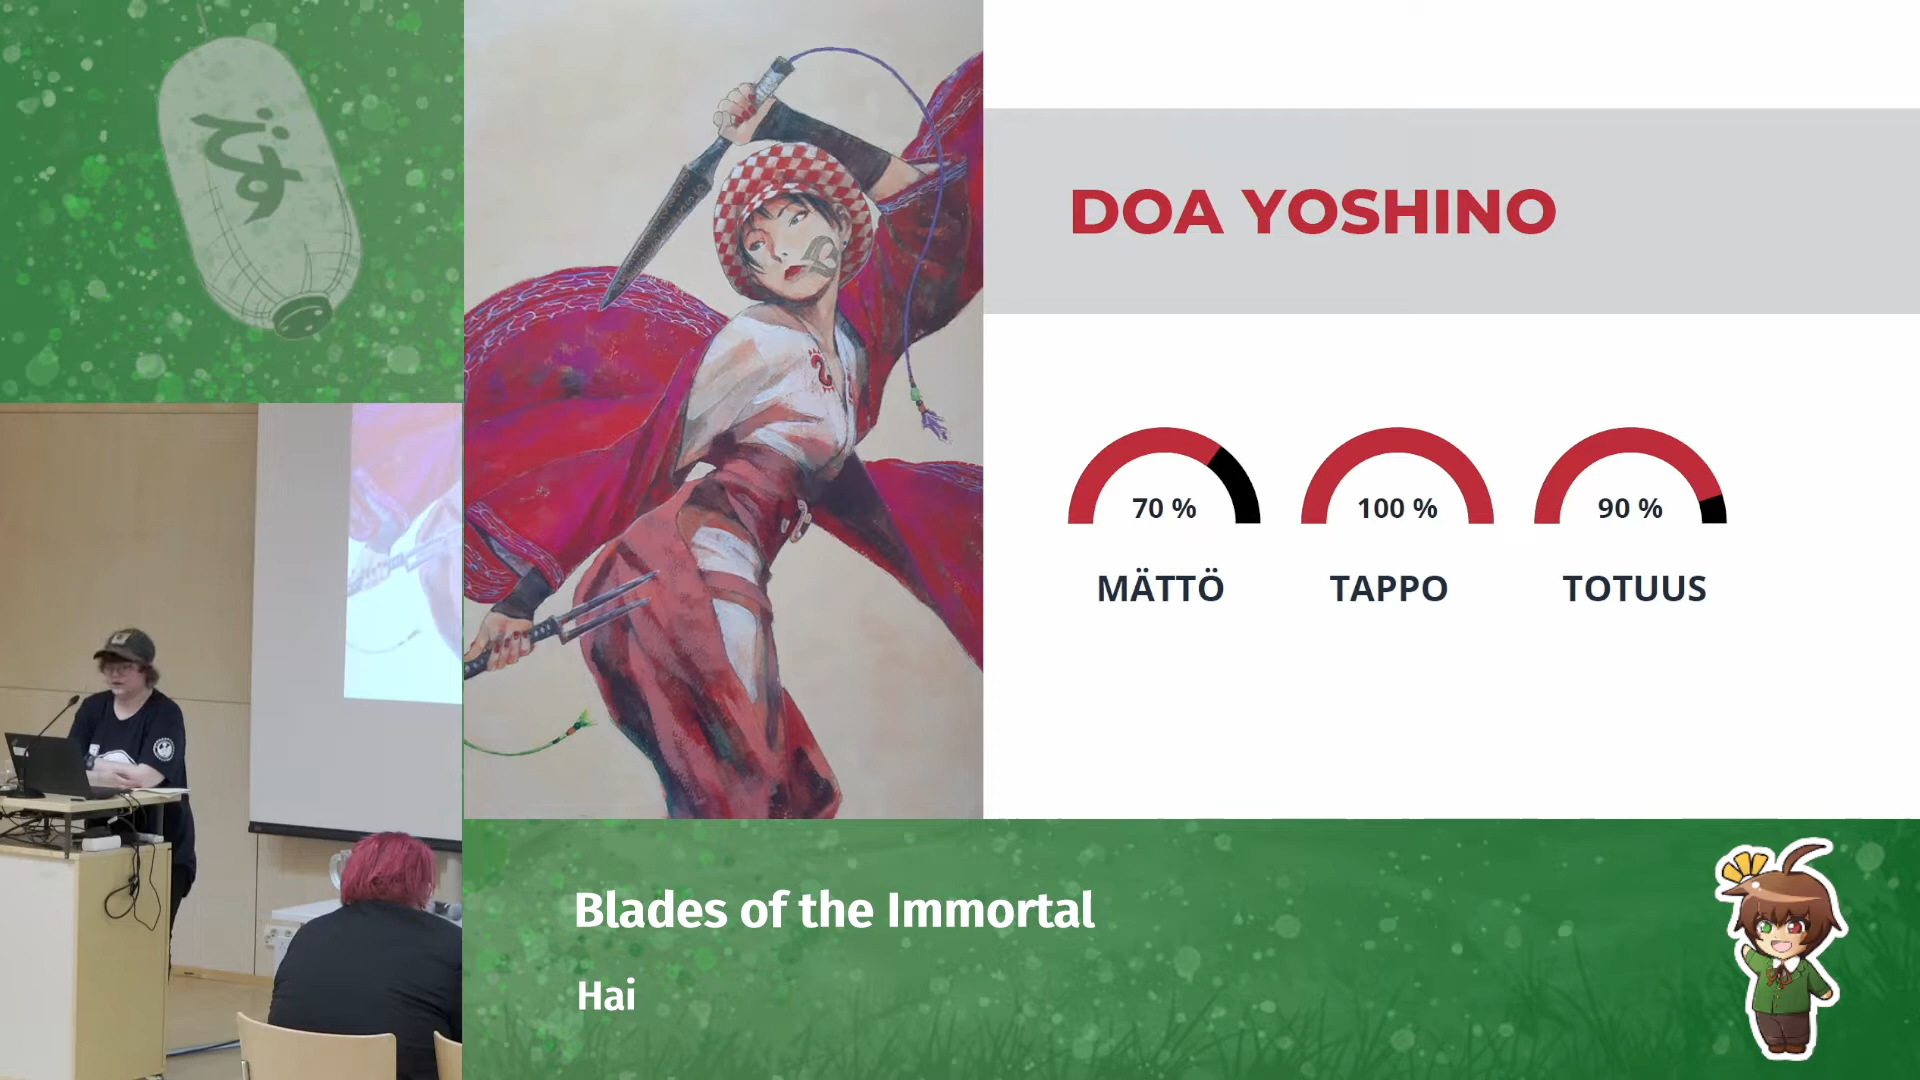 DOA YOSHINO
70 %
100 %
90 %
MÄTTÖ
TAPPO
TOTUUS
Blades of the Immortal
Hai